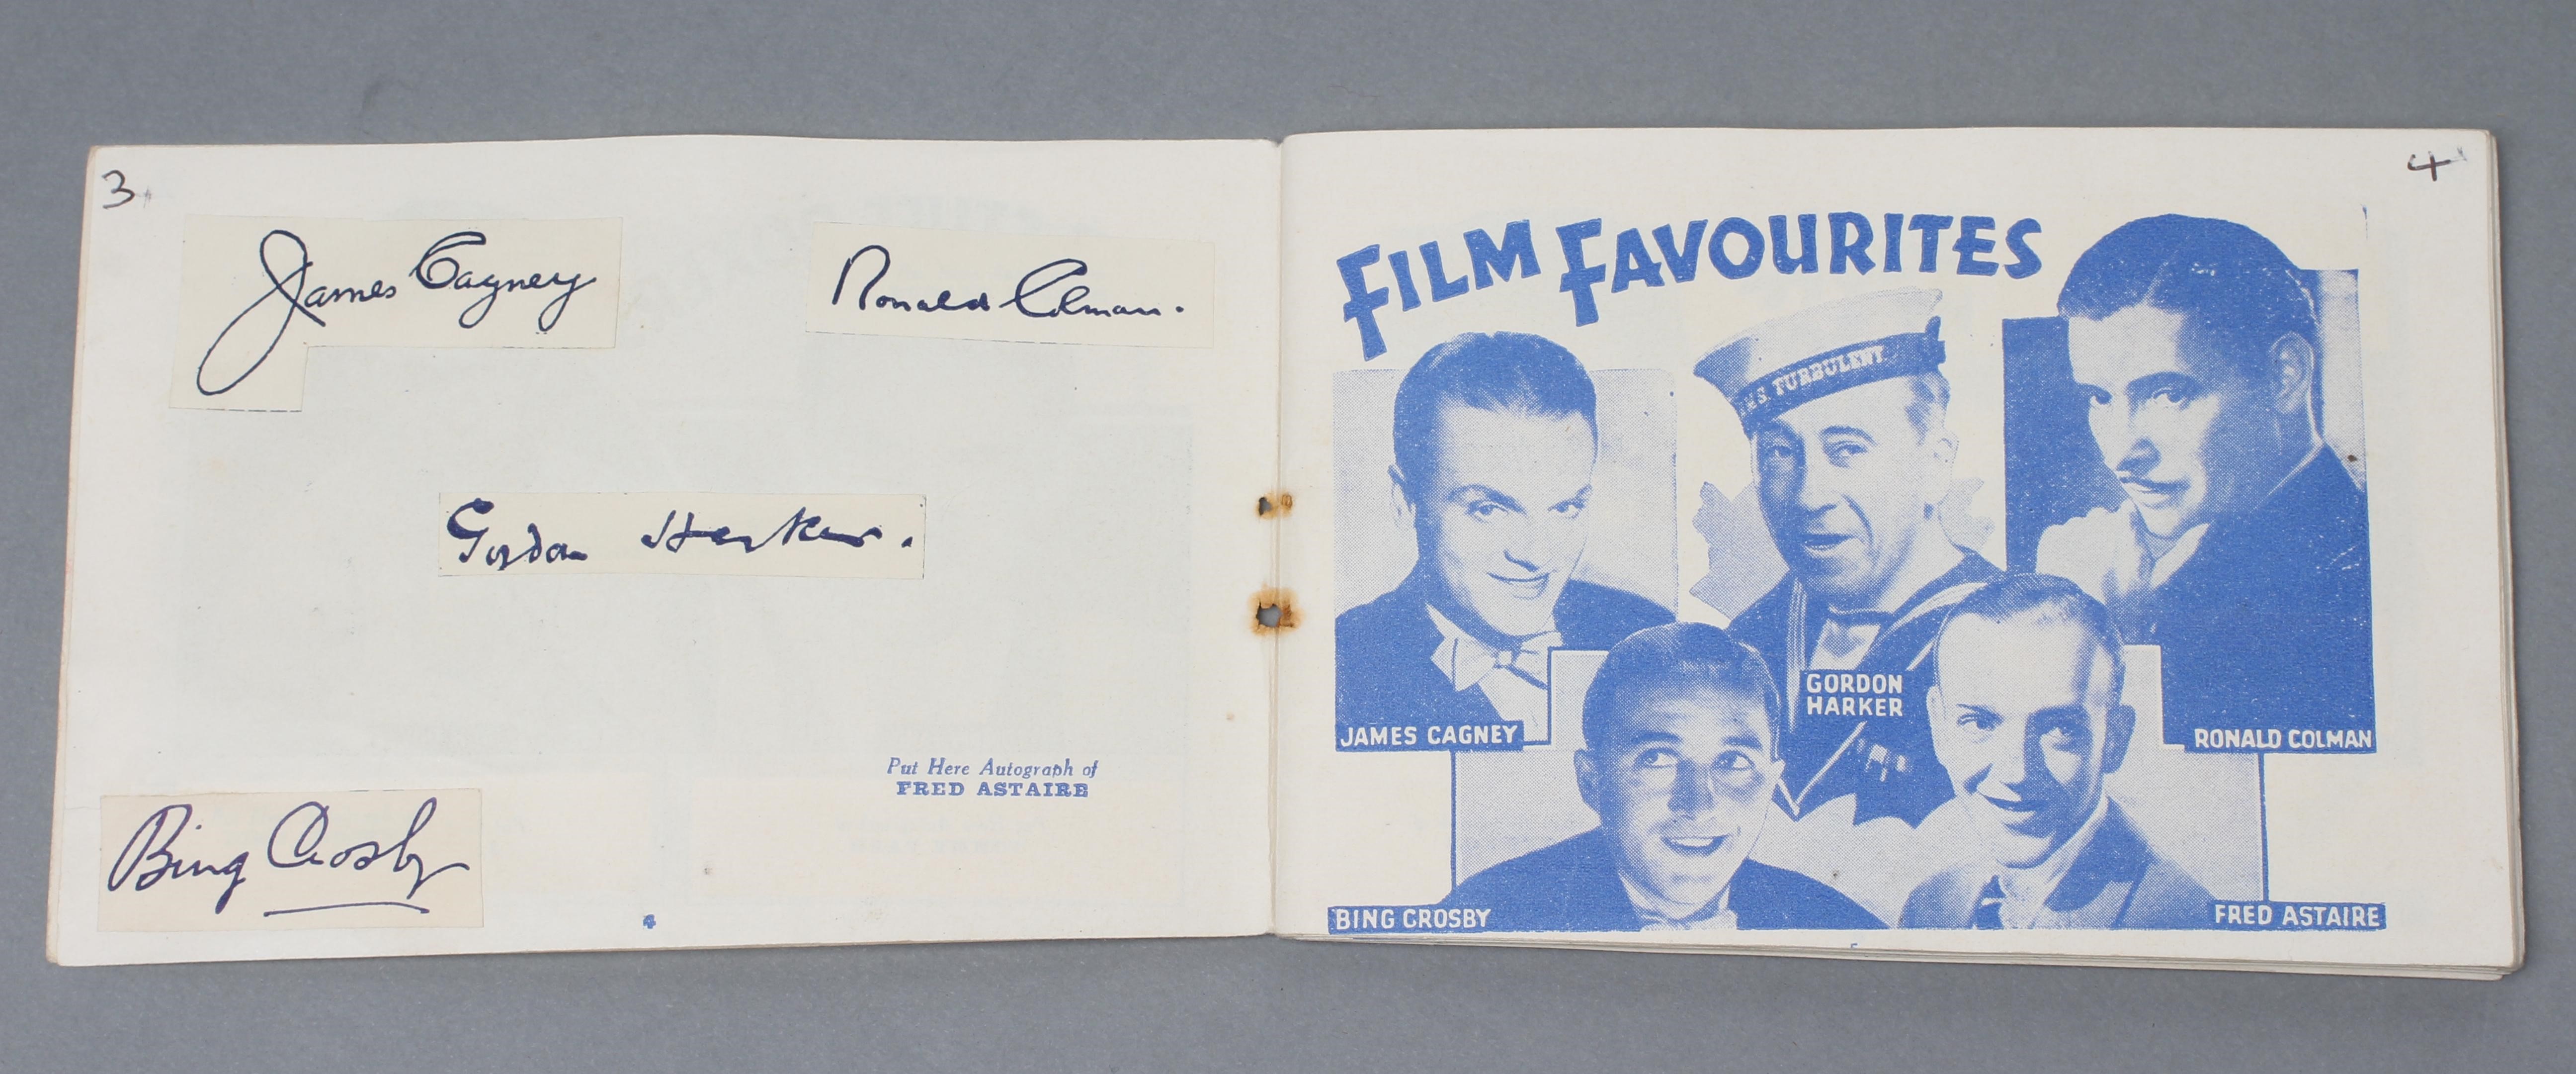 3
James Cagney
Ronald Colman.
Gordon Harker.
Put Here Autograph of
FRED ASTAIRE
Bing Crosby
4
4
FILM FAVOURITES
H.M.S. TURBULENT
JAMES CAGNEY
GORDON
HARKER
RONALD COLMAN
BING CROSBY
FRED ASTAIRE